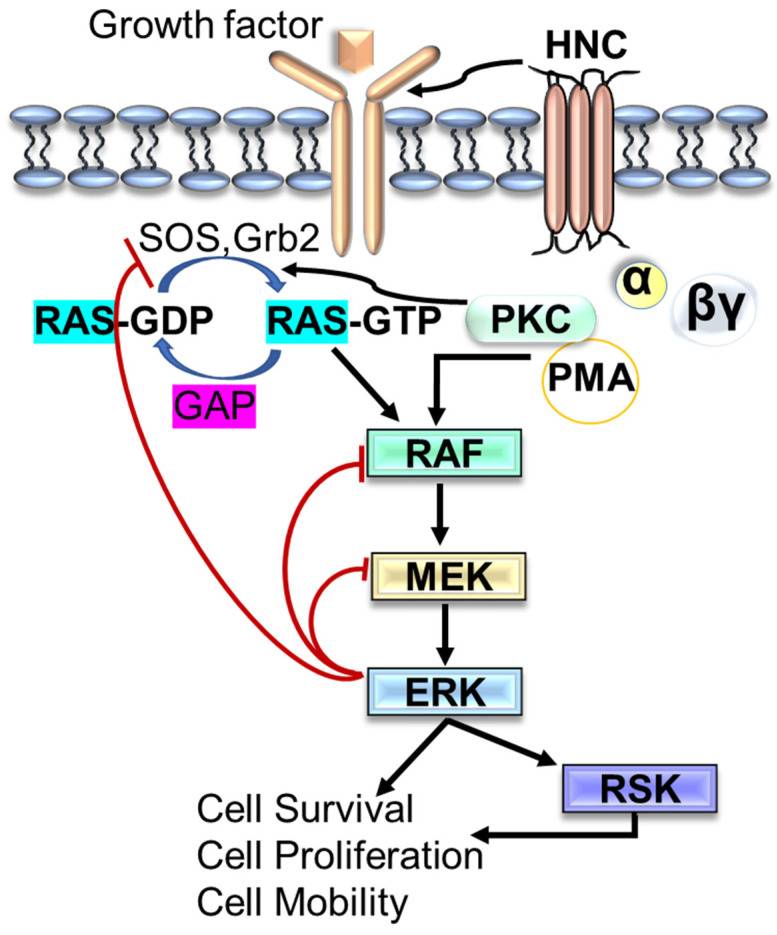 Growth factor
HNC
SOS,Grb2
α
βγ
RAS-GDP
RAS-GTP
PKC
PMA
GAP
RAF
MEK
ERK
RSK
Cell Survival
Cell Proliferation
Cell Mobility